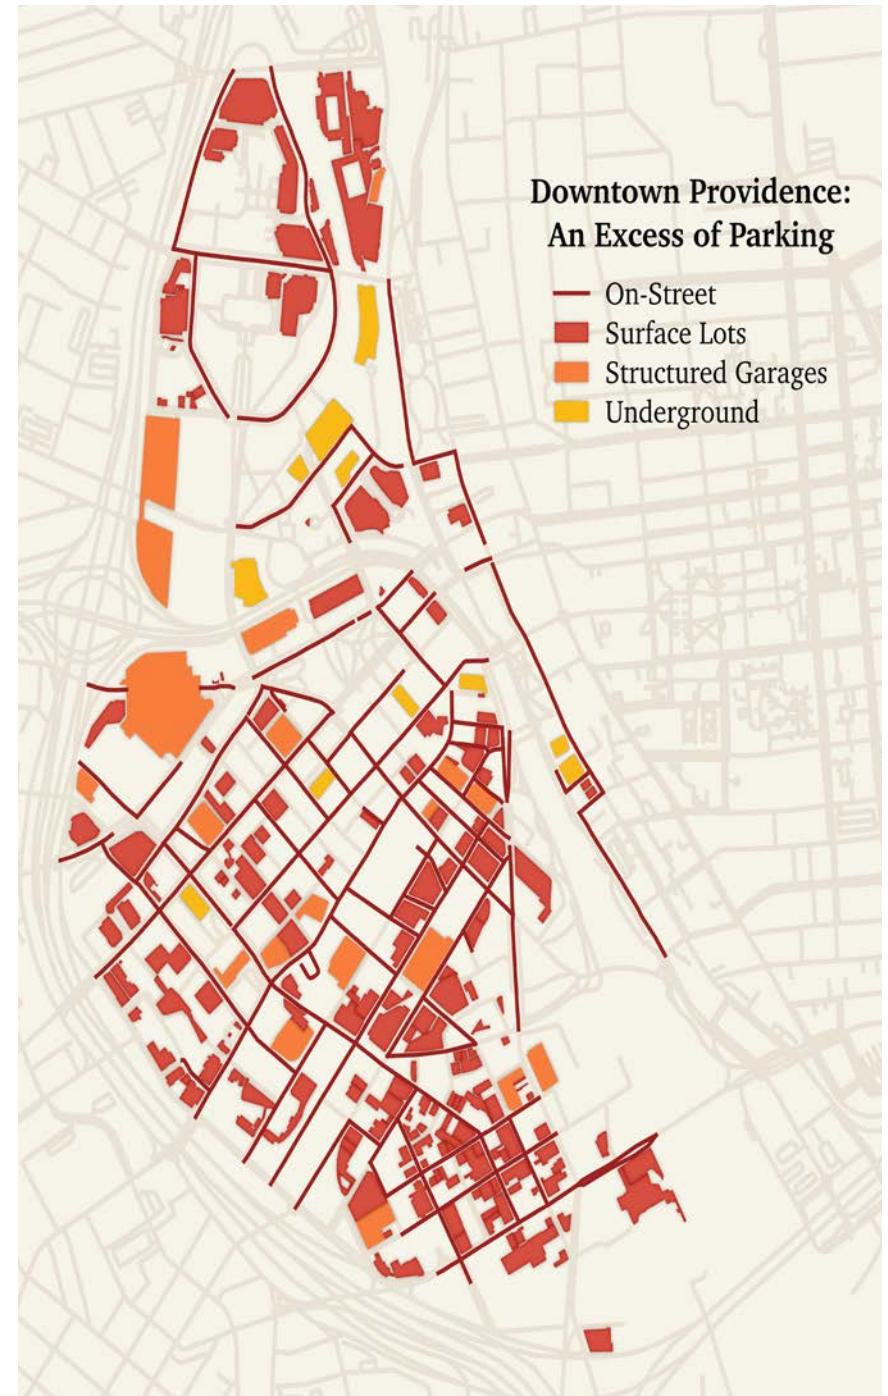 Downtown Providence:
An Excess of Parking
On-Street
Surface Lots
Structured Garages
Underground